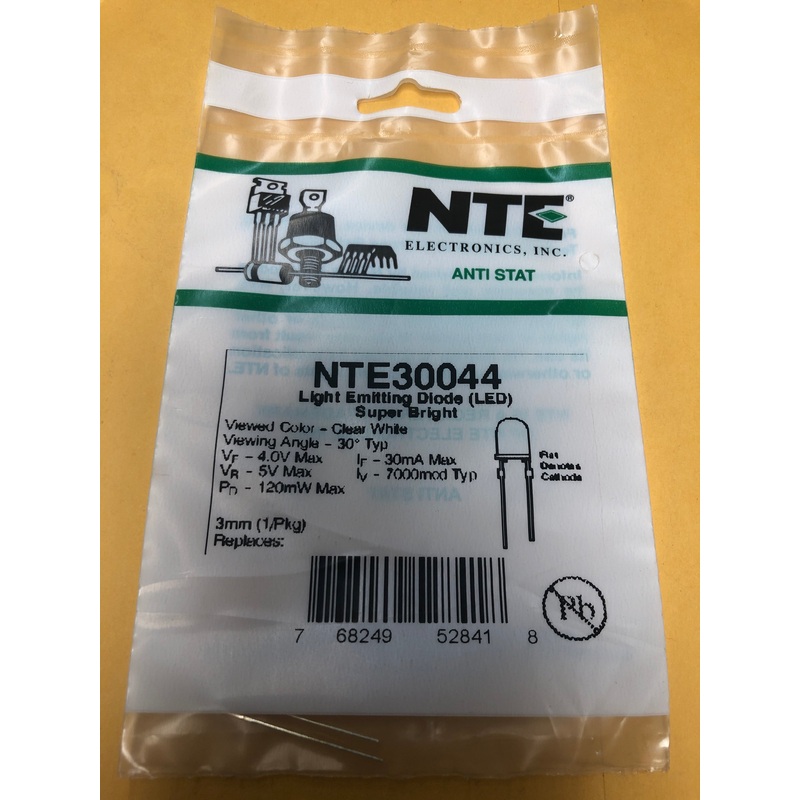 NTE®
ELECTRONICS, INC.
ANTI STAT
NTE30044
Light Emitting Diode (LED)
Super Bright
Viewed Color – Clear White
Viewing Angle – 30° Typ
VF – 4.0V Max IF – 30mA Max
VR – 5V Max IV – 7000mcd Typ
PD – 120mW Max
Flat
Denotes
Cathode
3mm (1/Pkg)
Replaces:
7 68249 52841 8
Pb